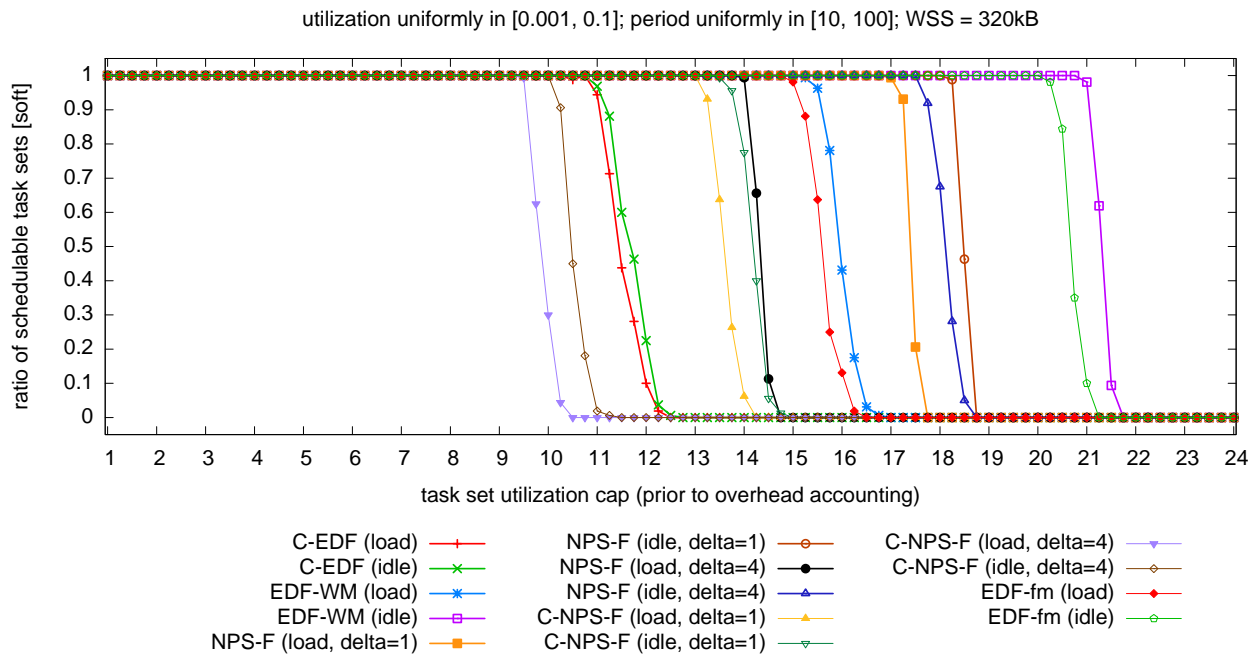 utilization uniformly in [0.001, 0.1]; period uniformly in [10, 100]; WSS = 320kB
ratio of schedulable task sets [soft]
1
0.9
0.8
0.7
0.6
0.5
0.4
0.3
0.2
0.1
0
1 2 3 4 5 6 7 8 9 10 11 12 13 14 15 16 17 18 19 20 21 22 23 24
task set utilization cap (prior to overhead accounting)
C-EDF (load)
C-EDF (idle)
EDF-WM (load)
EDF-WM (idle)
NPS-F (load, delta=1)
NPS-F (idle, delta=1)
NPS-F (load, delta=4)
NPS-F (idle, delta=4)
C-NPS-F (load, delta=1)
C-NPS-F (idle, delta=1)
C-NPS-F (load, delta=4)
C-NPS-F (idle, delta=4)
EDF-fm (load)
EDF-fm (idle)